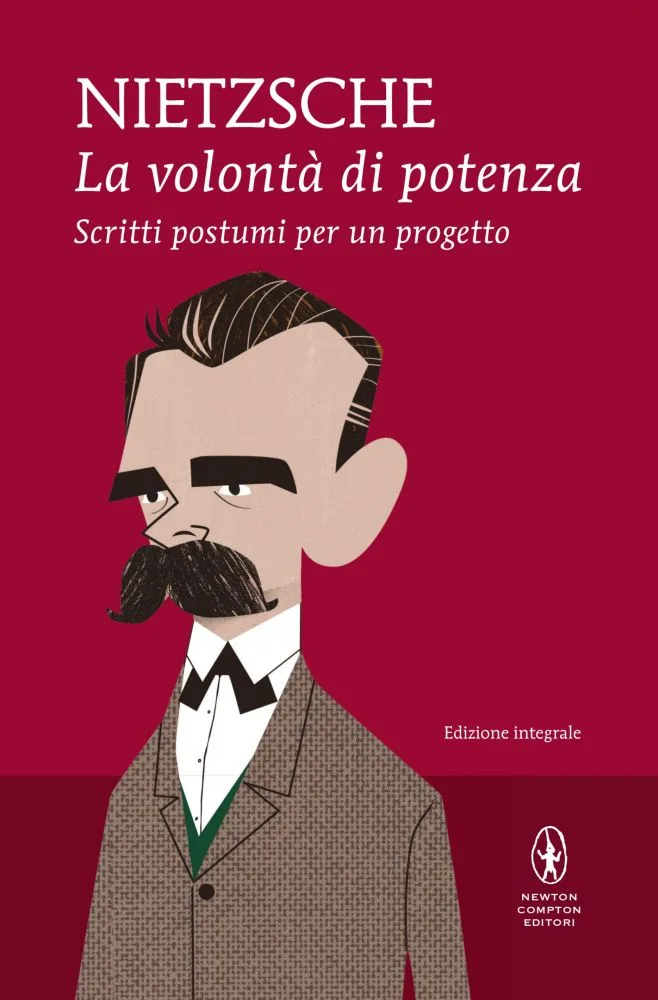 NIETZSCHE
La volontà di potenza
Scritti postumi per un progetto
Edizione integrale
NEWTON
COMPTON
EDITORI